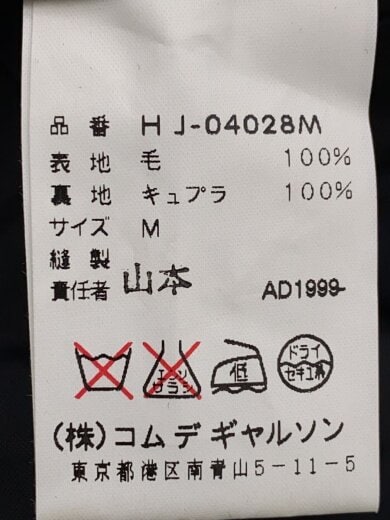 品番 HJ-04028M
表地 毛 100%
裏地 キュプラ 100%
サイズ M
縫製
責任者 山本 AD1999
エンソ サラシ
低
ドライ
セキユ系
(株)コム デ ギャルソン
東京都港区南青山5-11-5